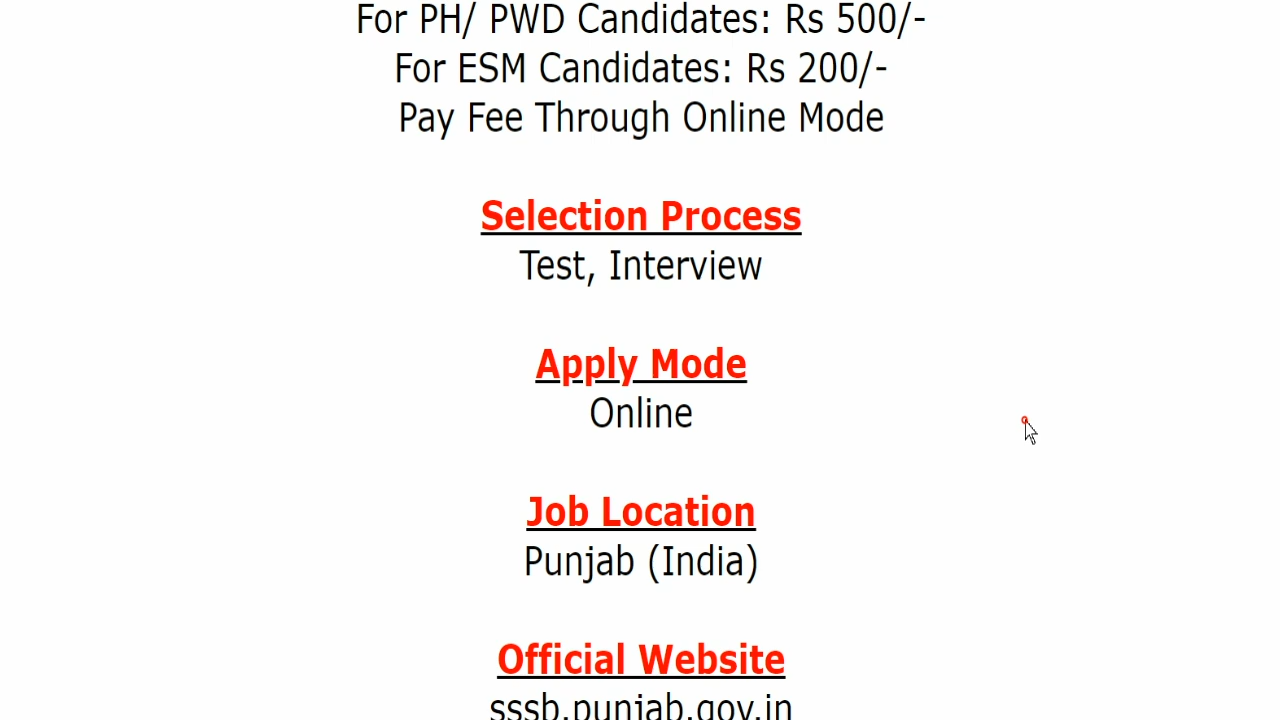 For PH/ PWD Candidates: Rs 500/-
For ESM Candidates: Rs 200/-
Pay Fee Through Online Mode
Selection Process
Test, Interview
Apply Mode
Online
Job Location
Punjab (India)
Official Website
sssb.punjab.gov.in